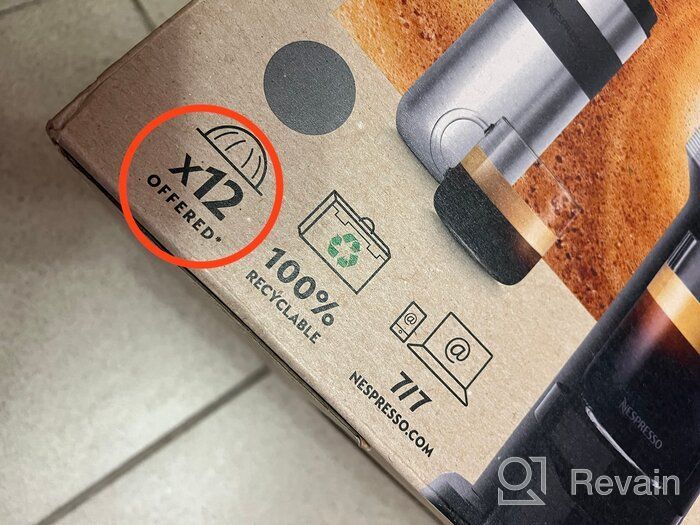 x12
OFFERED*
100%
RECYCLABLE
@
@
7/7
NESPRESSO.COM
NESPRESSO
Revain